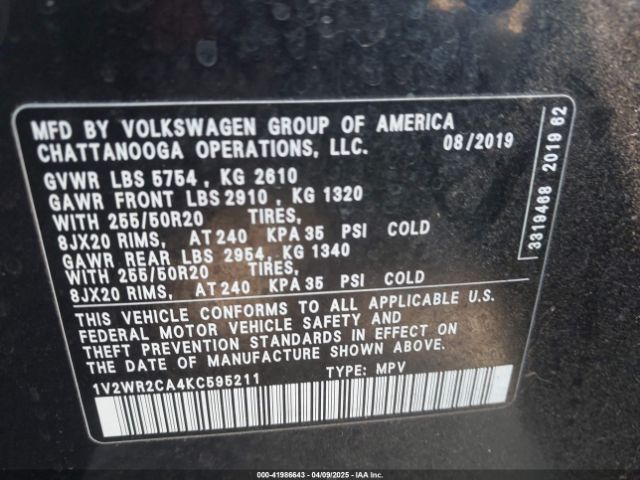 MFD BY VOLKSWAGEN GROUP OF AMERICA
CHATTANOOGA OPERATIONS, LLC. 08/2019
GVWR LBS 5754 , KG 2610
GAWR FRONT LBS 2910 , KG 1320
WITH 255/50R20 TIRES,
8JX20 RIMS, AT 240 KPA 35 PSI COLD
GAWR REAR LBS 2954, KG 1340
WITH 255/50R20 TIRES,
8JX20 RIMS, AT 240 KPA 35 PSI COLD
THIS VEHICLE CONFORMS TO ALL APPLICABLE U.S.
FEDERAL MOTOR VEHICLE SAFETY AND
THEFT PREVENTION STANDARDS IN EFFECT ON
THE DATE OF MANUFACTURE SHOWN ABOVE.
1V2WR2CA4KC595211 TYPE: MPV
3319468 2019 62
000-41986643 - 04/09/2025 - IAA Inc.